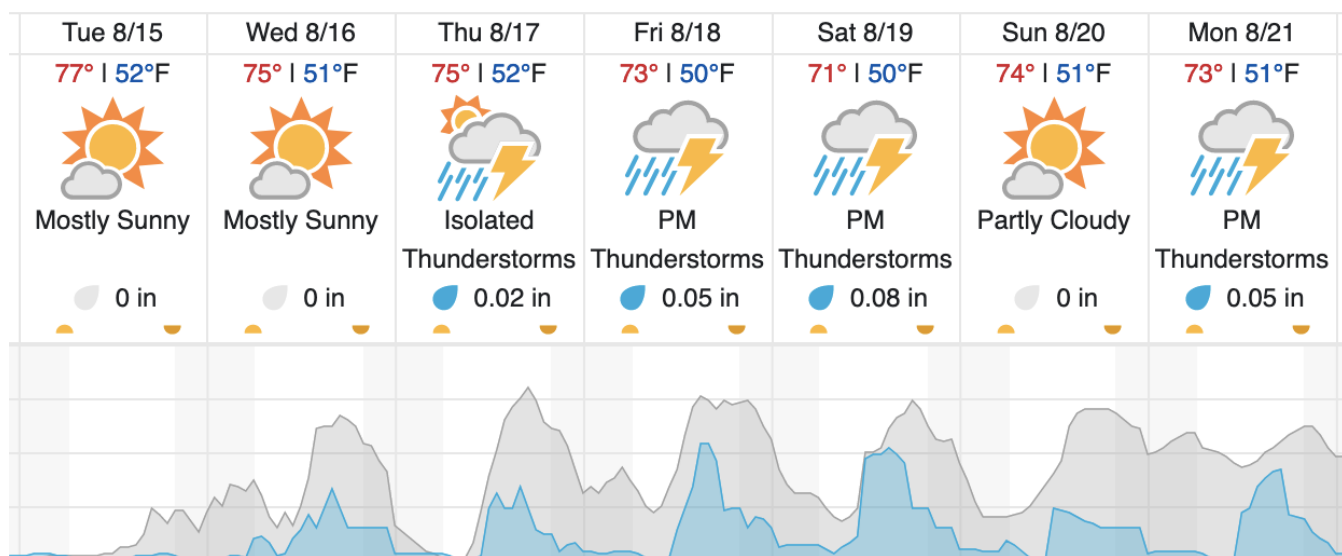 Tue 8/15
77° | 52°F
Mostly Sunny
0 in
Wed 8/16
75° | 51°F
Mostly Sunny
0 in
Thu 8/17
75° | 52°F
Isolated
Thunderstorms
0.02 in
Fri 8/18
73° | 50°F
PM
Thunderstorms
0.05 in
Sat 8/19
71° | 50°F
PM
Thunderstorms
0.08 in
Sun 8/20
74° | 51°F
Partly Cloudy
0 in
Mon 8/21
73° | 51°F
PM
Thunderstorms
0.05 in